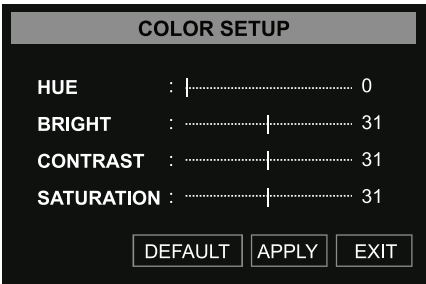 COLOR SETUP
HUE : 0
BRIGHT : 31
CONTRAST : 31
SATURATION : 31
DEFAULT APPLY EXIT